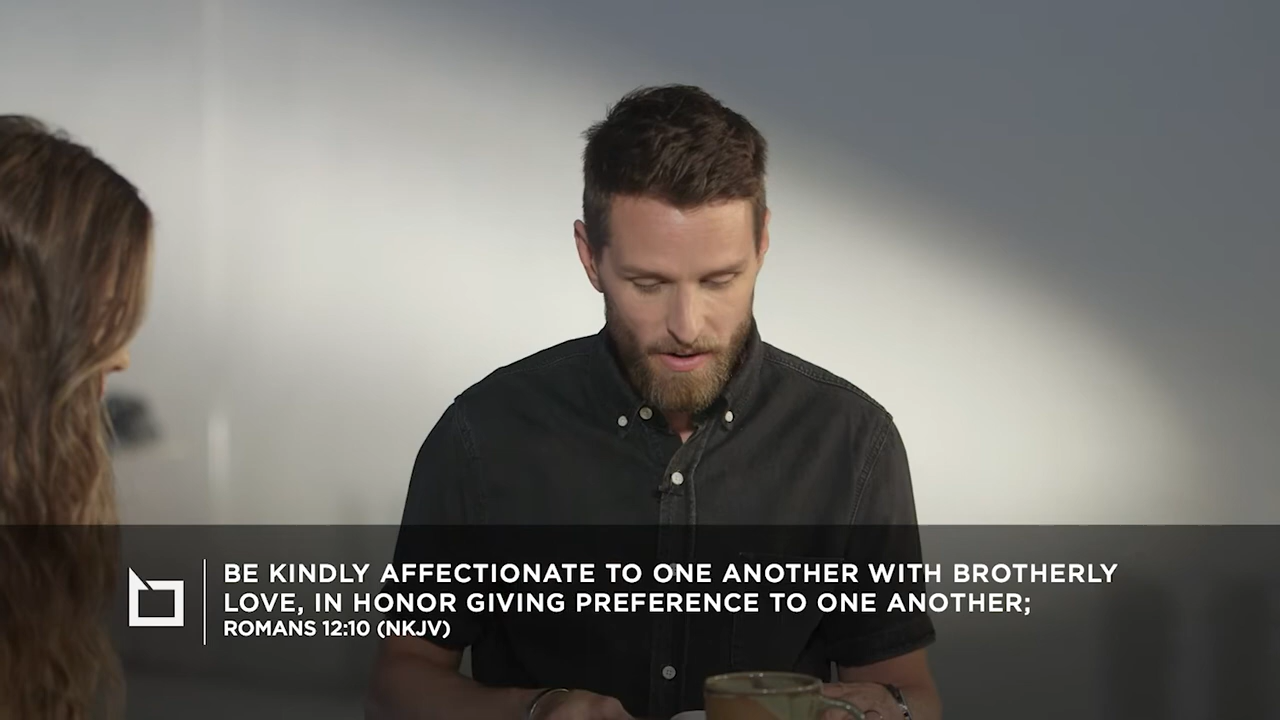 BE KINDLY AFFECTIONATE TO ONE ANOTHER WITH BROTHERLY
LOVE, IN HONOR GIVING PREFERENCE TO ONE ANOTHER;
ROMANS 12:10 (NKJV)